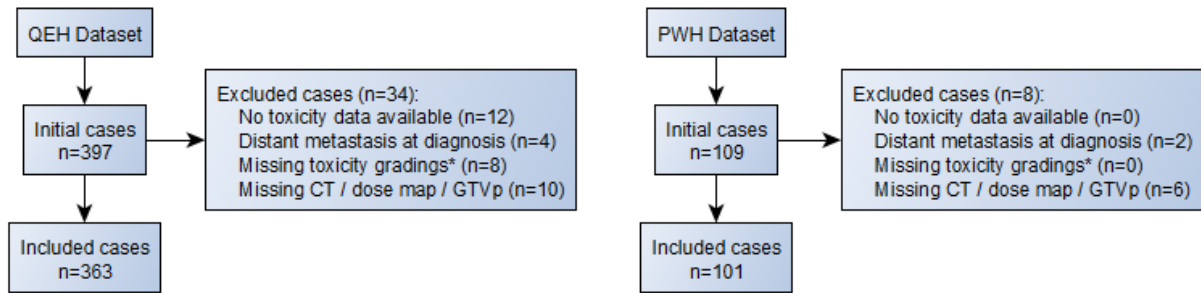 QEH Dataset
Initial cases
n=397
Excluded cases (n=34):
No toxicity data available (n=12)
Distant metastasis at diagnosis (n=4)
Missing toxicity gradings* (n=8)
Missing CT / dose map / GTVp (n=10)
Included cases
n=363
PWH Dataset
Initial cases
n=109
Excluded cases (n=8):
No toxicity data available (n=0)
Distant metastasis at diagnosis (n=2)
Missing toxicity gradings* (n=0)
Missing CT / dose map / GTVp (n=6)
Included cases
n=101